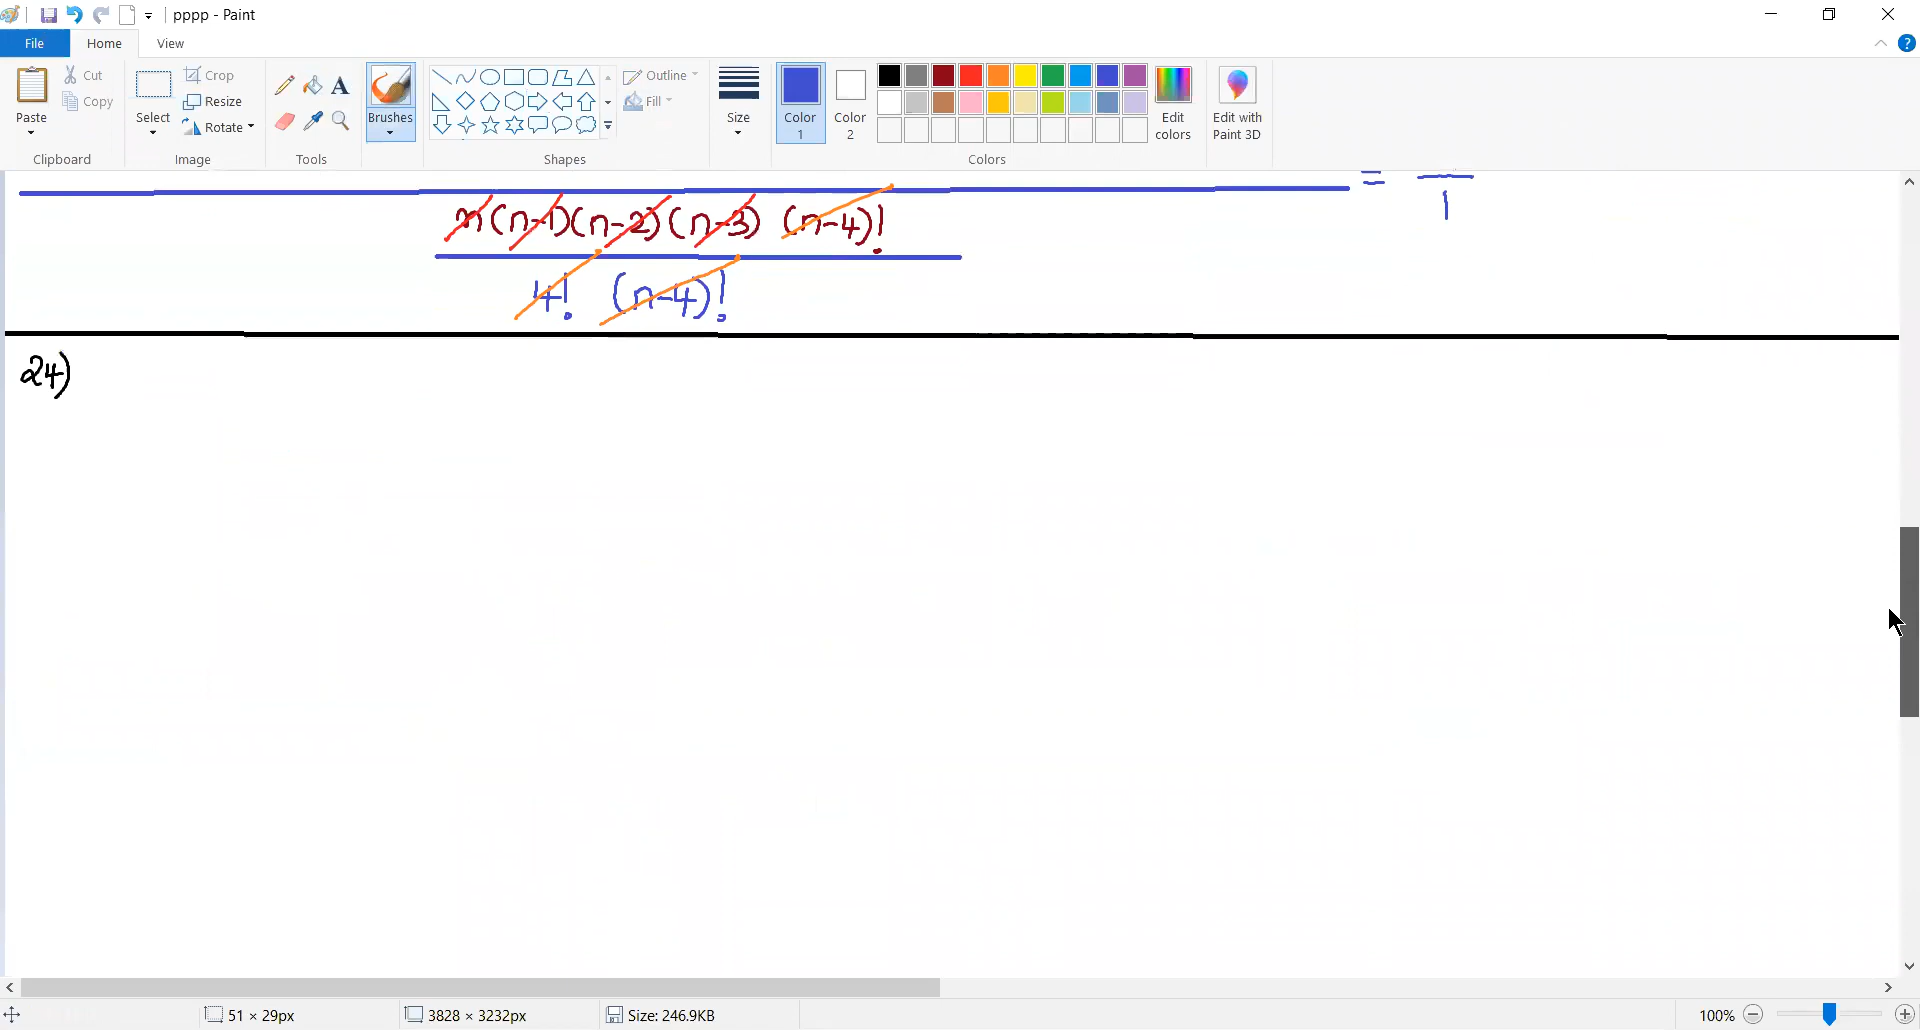 pppp - Paint
File Home View
Paste Cut Copy Select Crop Resize Rotate A Brushes Outline Fill Size Color 1 Color 2 Edit colors Edit with Paint 3D
Clipboard Image Tools Shapes Colors
=
1
n(n-1)(n-2)(n-3) (n-4)!
4! (n-4)!
24)
51 × 29px 3828 × 3232px Size: 246.9KB 100%